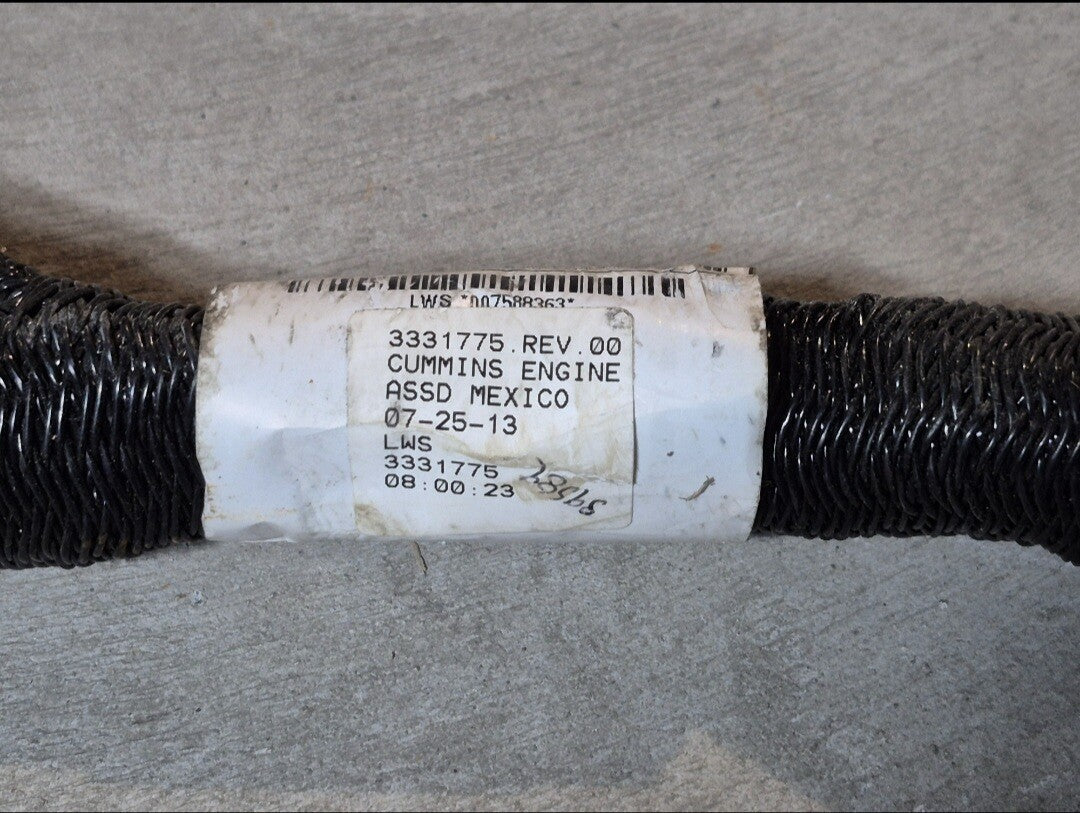 LWS *007588363*
3331775.REV.00
CUMMINS ENGINE
ASSD MEXICO
07-25-13
LWS
3331775
08:00:23